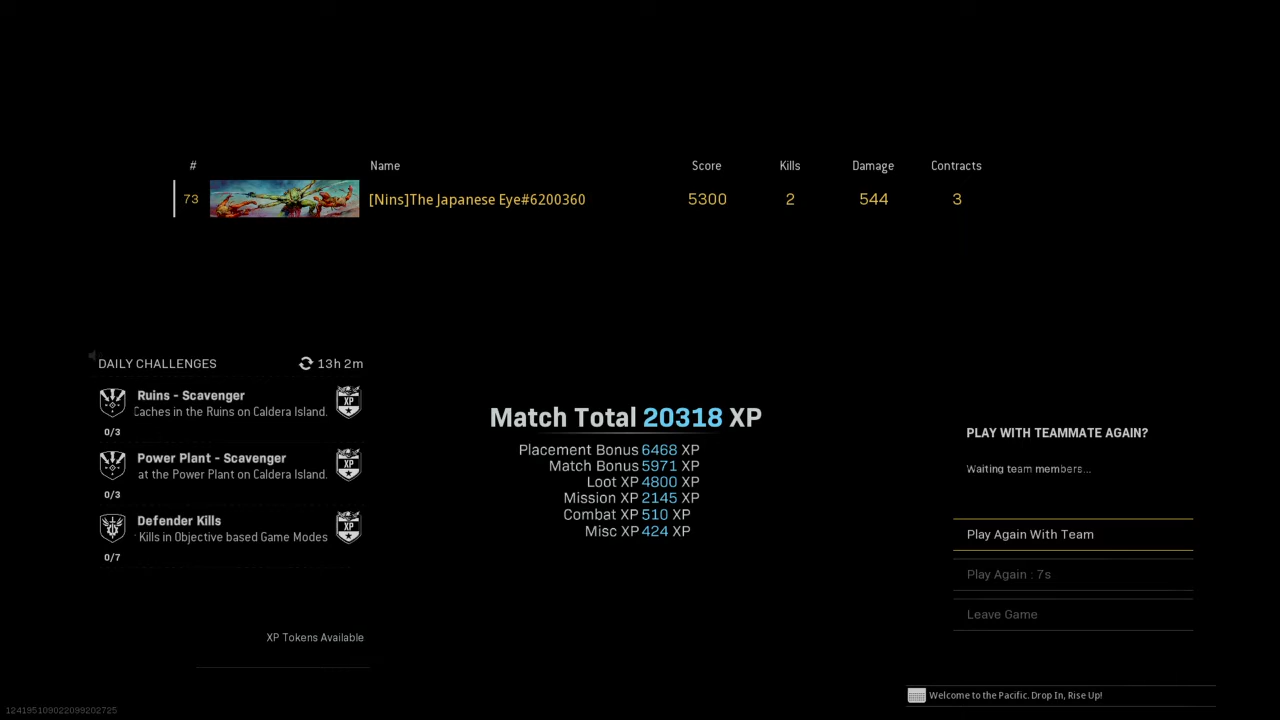 # Name Score Kills Damage Contracts
73 [Nins]The Japanese Eye#6200360 5300 2 544 3
DAILY CHALLENGES 13h 2m
Ruins - Scavenger
Caches in the Ruins on Caldera Island.
XP
0/3
Power Plant - Scavenger
at the Power Plant on Caldera Island.
XP
0/3
Defender Kills
Kills in Objective based Game Modes
XP
0/7
XP Tokens Available
Match Total 20318 XP
Placement Bonus 6468 XP
Match Bonus 5971 XP
Loot XP 4800 XP
Mission XP 2145 XP
Combat XP 510 XP
Misc XP 424 XP
PLAY WITH TEAMMATE AGAIN?
Waiting team members...
Play Again With Team
Play Again : 7s
Leave Game
Welcome to the Pacific. Drop In, Rise Up!
124195109022099202725